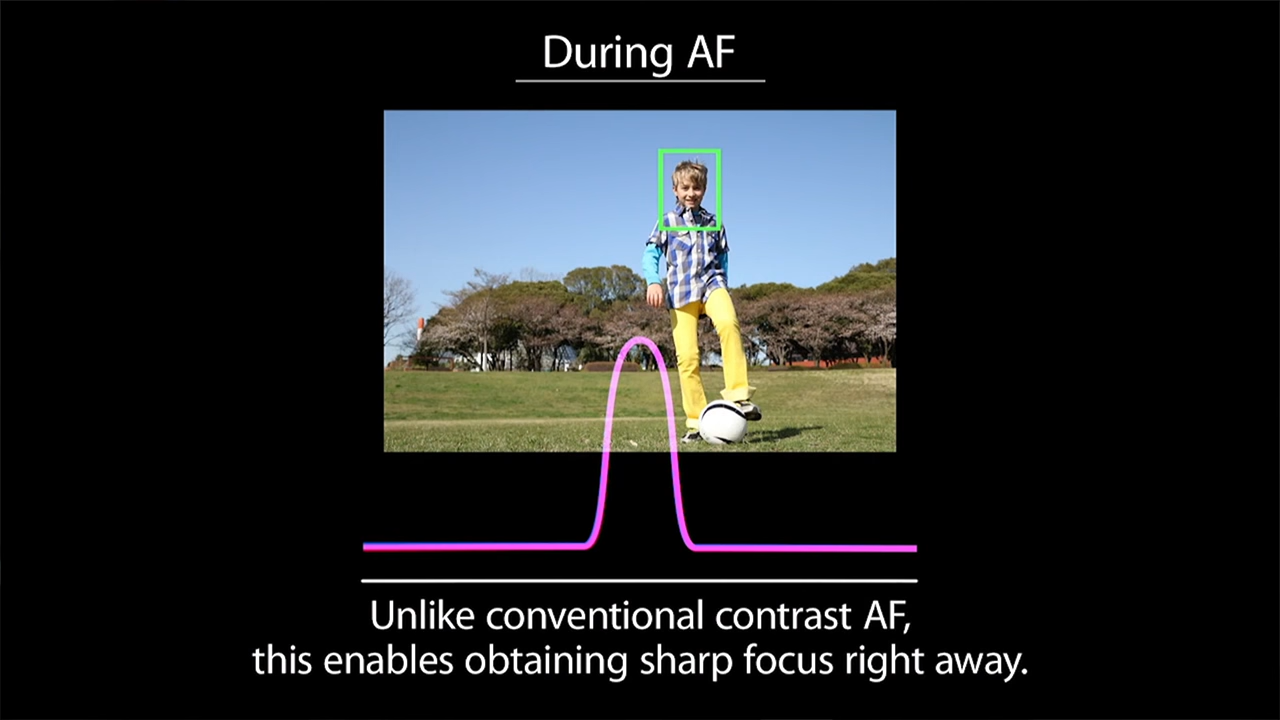 During AF
Unlike conventional contrast AF,
this enables obtaining sharp focus right away.